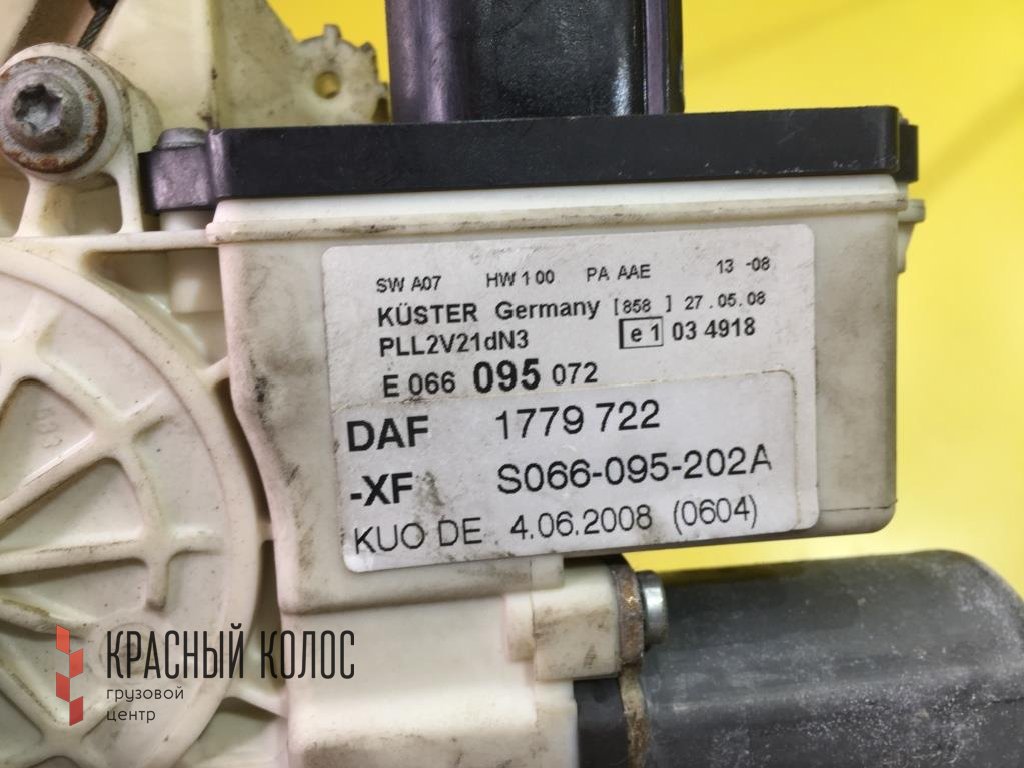 SW A07 HW 1 00 PA AAE 13 -08
KÜSTER Germany [858 ] 27.05.08
PLL2V21dN3 e 1 03 4918
E 066 095 072
DAF 1779 722
-XF S066-095-202A
KUO DE 4.06.2008 (0604)
КРАСНЫЙ КОЛОС
грузовой
центр